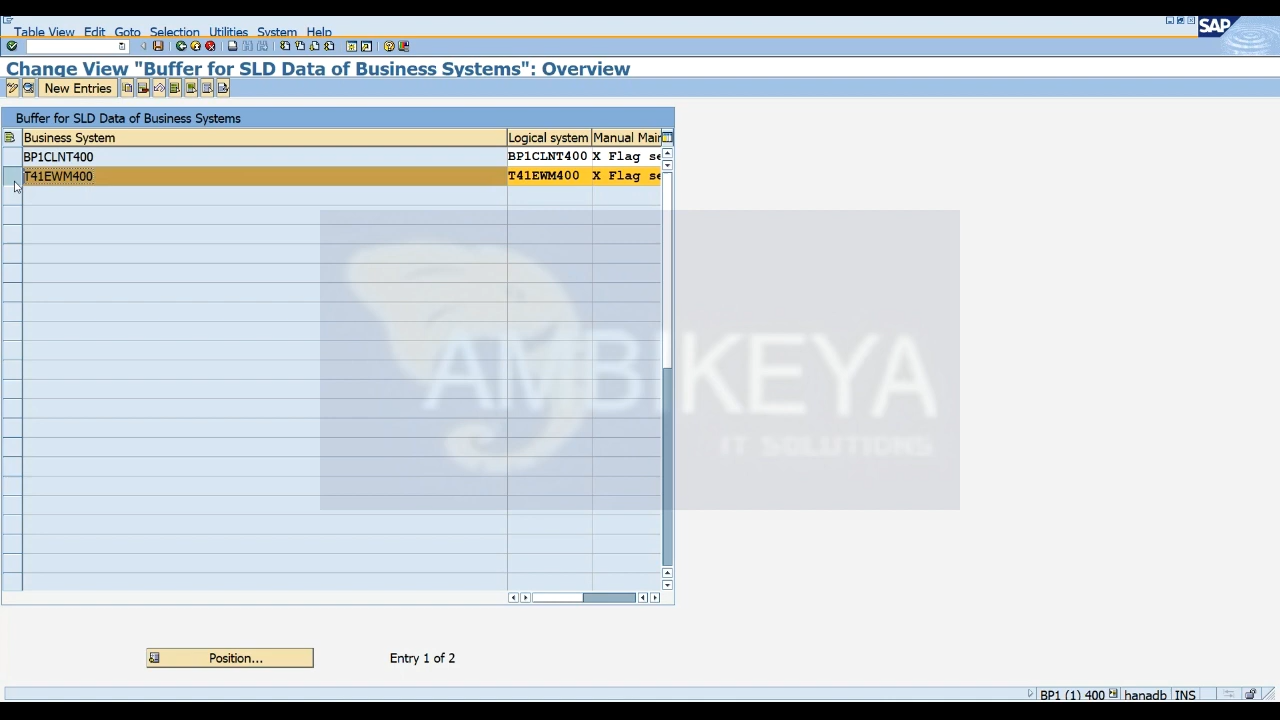 Table View Edit Goto Selection Utilities System Help
SAP
Change View "Buffer for SLD Data of Business Systems": Overview
New Entries
Buffer for SLD Data of Business Systems
Business System Logical system Manual Main
BP1CLNT400 BP1CLNT400 X Flag se
T41EWM400 T41EWM400 X Flag se
AMBIKEYA
IT SOLUTIONS
Position... Entry 1 of 2
BP1 (1) 400 hanadb INS